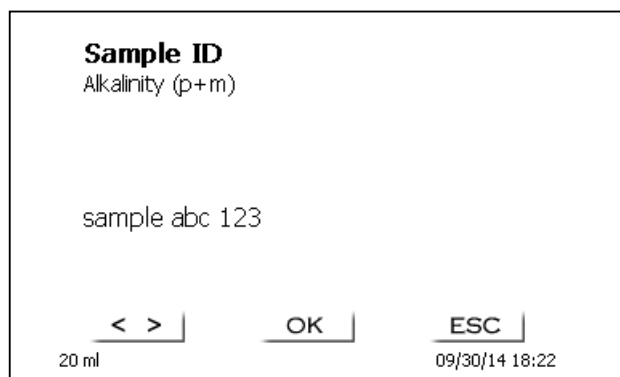 Sample ID
Alkalinity (p+m)
sample abc 123
< > OK ESC
20 ml 09/30/14 18:22